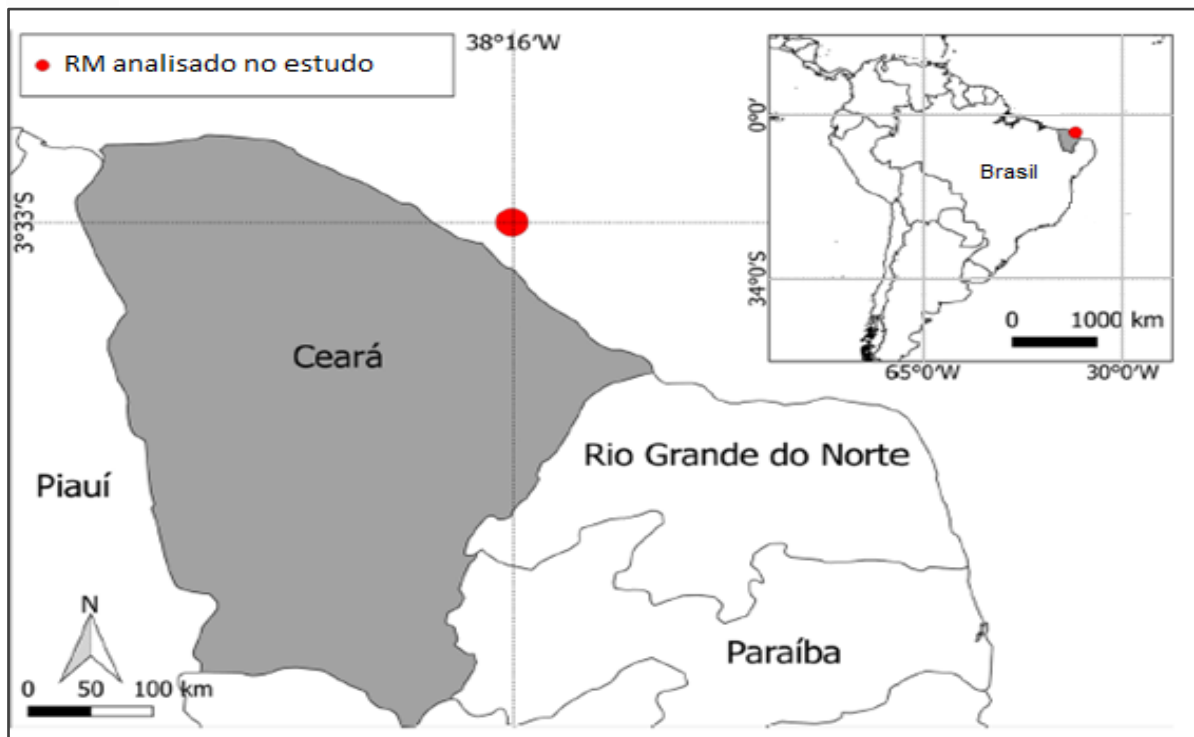 38°16'W
RM analisado no estudo
3°33'S
Ceará
Piauí
Rio Grande do Norte
Paraíba
N
0 50 100 km
0°0'
34°0'S
Brasil
0 1000 km
65°0'W 30°0'W